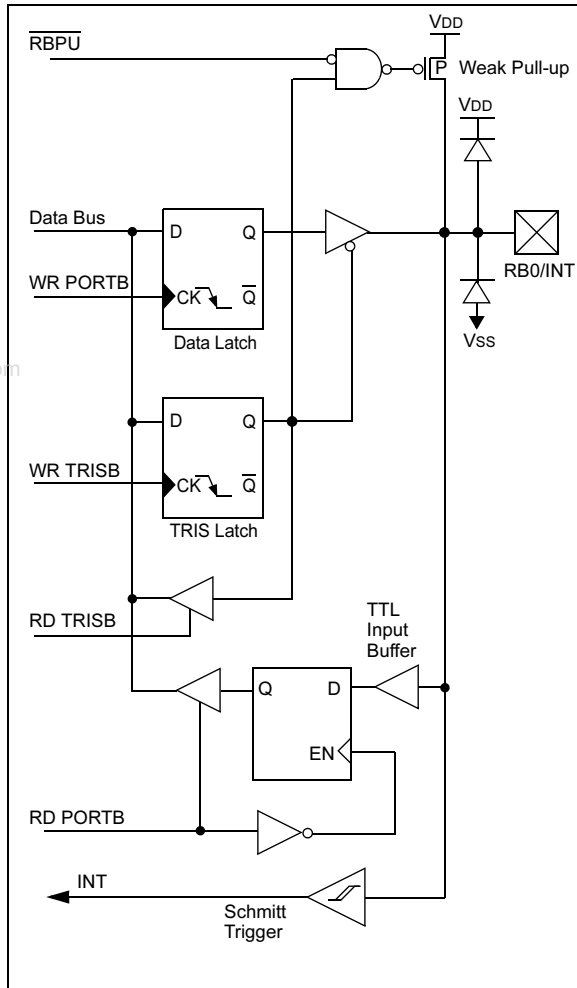 VDD
RBPU
P
Weak Pull-up
VDD
Data Bus
D
Q
WR PORTB
CK
Q
Data Latch
RB0/INT
VSS
om
D
Q
WR TRISB
CK
Q
TRIS Latch
RD TRISB
TTL
Input
Buffer
Q
D
EN
RD PORTB
INT
Schmitt
Trigger